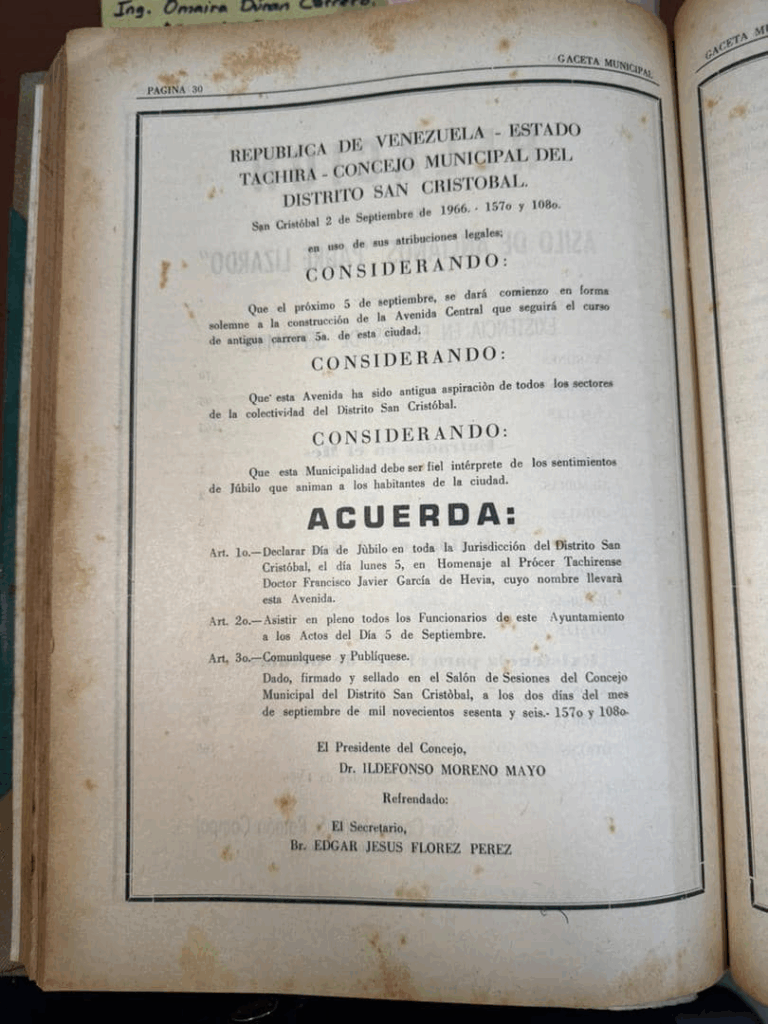 Ing. Omaira Duran
PAGINA 30
GACETA MUNICIPAL
REPUBLICA DE VENEZUELA - ESTADO
TACHIRA - CONCEJO MUNICIPAL DEL
DISTRITO SAN CRISTOBAL.
San Cristóbal 2 de Septiembre de 1966. - 157o y 108o.
en uso de sus atribuciones legales;
CONSIDERANDO:
Que el próximo 5 de septiembre, se dará comienzo en forma
solemne a la construcción de la Avenida Central que seguirá el curso
de antigua carrera 5a. de esta ciudad.
CONSIDERANDO:
Que esta Avenida ha sido antigua aspiraciòn de todos los sectores
de la colectividad del Distrito San Cristóbal.
CONSIDERANDO:
Que esta Municipalidad debe ser fiel intérprete de los sentimientos
de Júbilo que animan a los habitantes de la ciudad.
ACUERDA:
Art. 1o.—Declarar Día de Jùbilo en toda la Jurisdicción del Distrito San
Cristóbal, el día lunes 5, en Homenaje al Prócer Tachirense
Doctor Francisco Javier García de Hevia, cuyo nombre llevarà
esta Avenida.
Art. 2o.—Asistir en pleno todos los Funcionarios de este Ayuntamiento
a los Actos del Día 5 de Septiembre.
Art, 3o.—Comuníquese y Publíquese.
Dado, firmado y sellado en el Salón de Sesiones del Concejo
Municipal del Distrito San Cristòbal, a los dos días del mes
de septiembre de mil novecientos sesenta y seis.- 157o y 108o-
El Presidente del Concejo,
Dr. ILDEFONSO MORENO MAYO
Refrendado:
El Secretario,
Br. EDGAR JESUS FLOREZ PEREZ